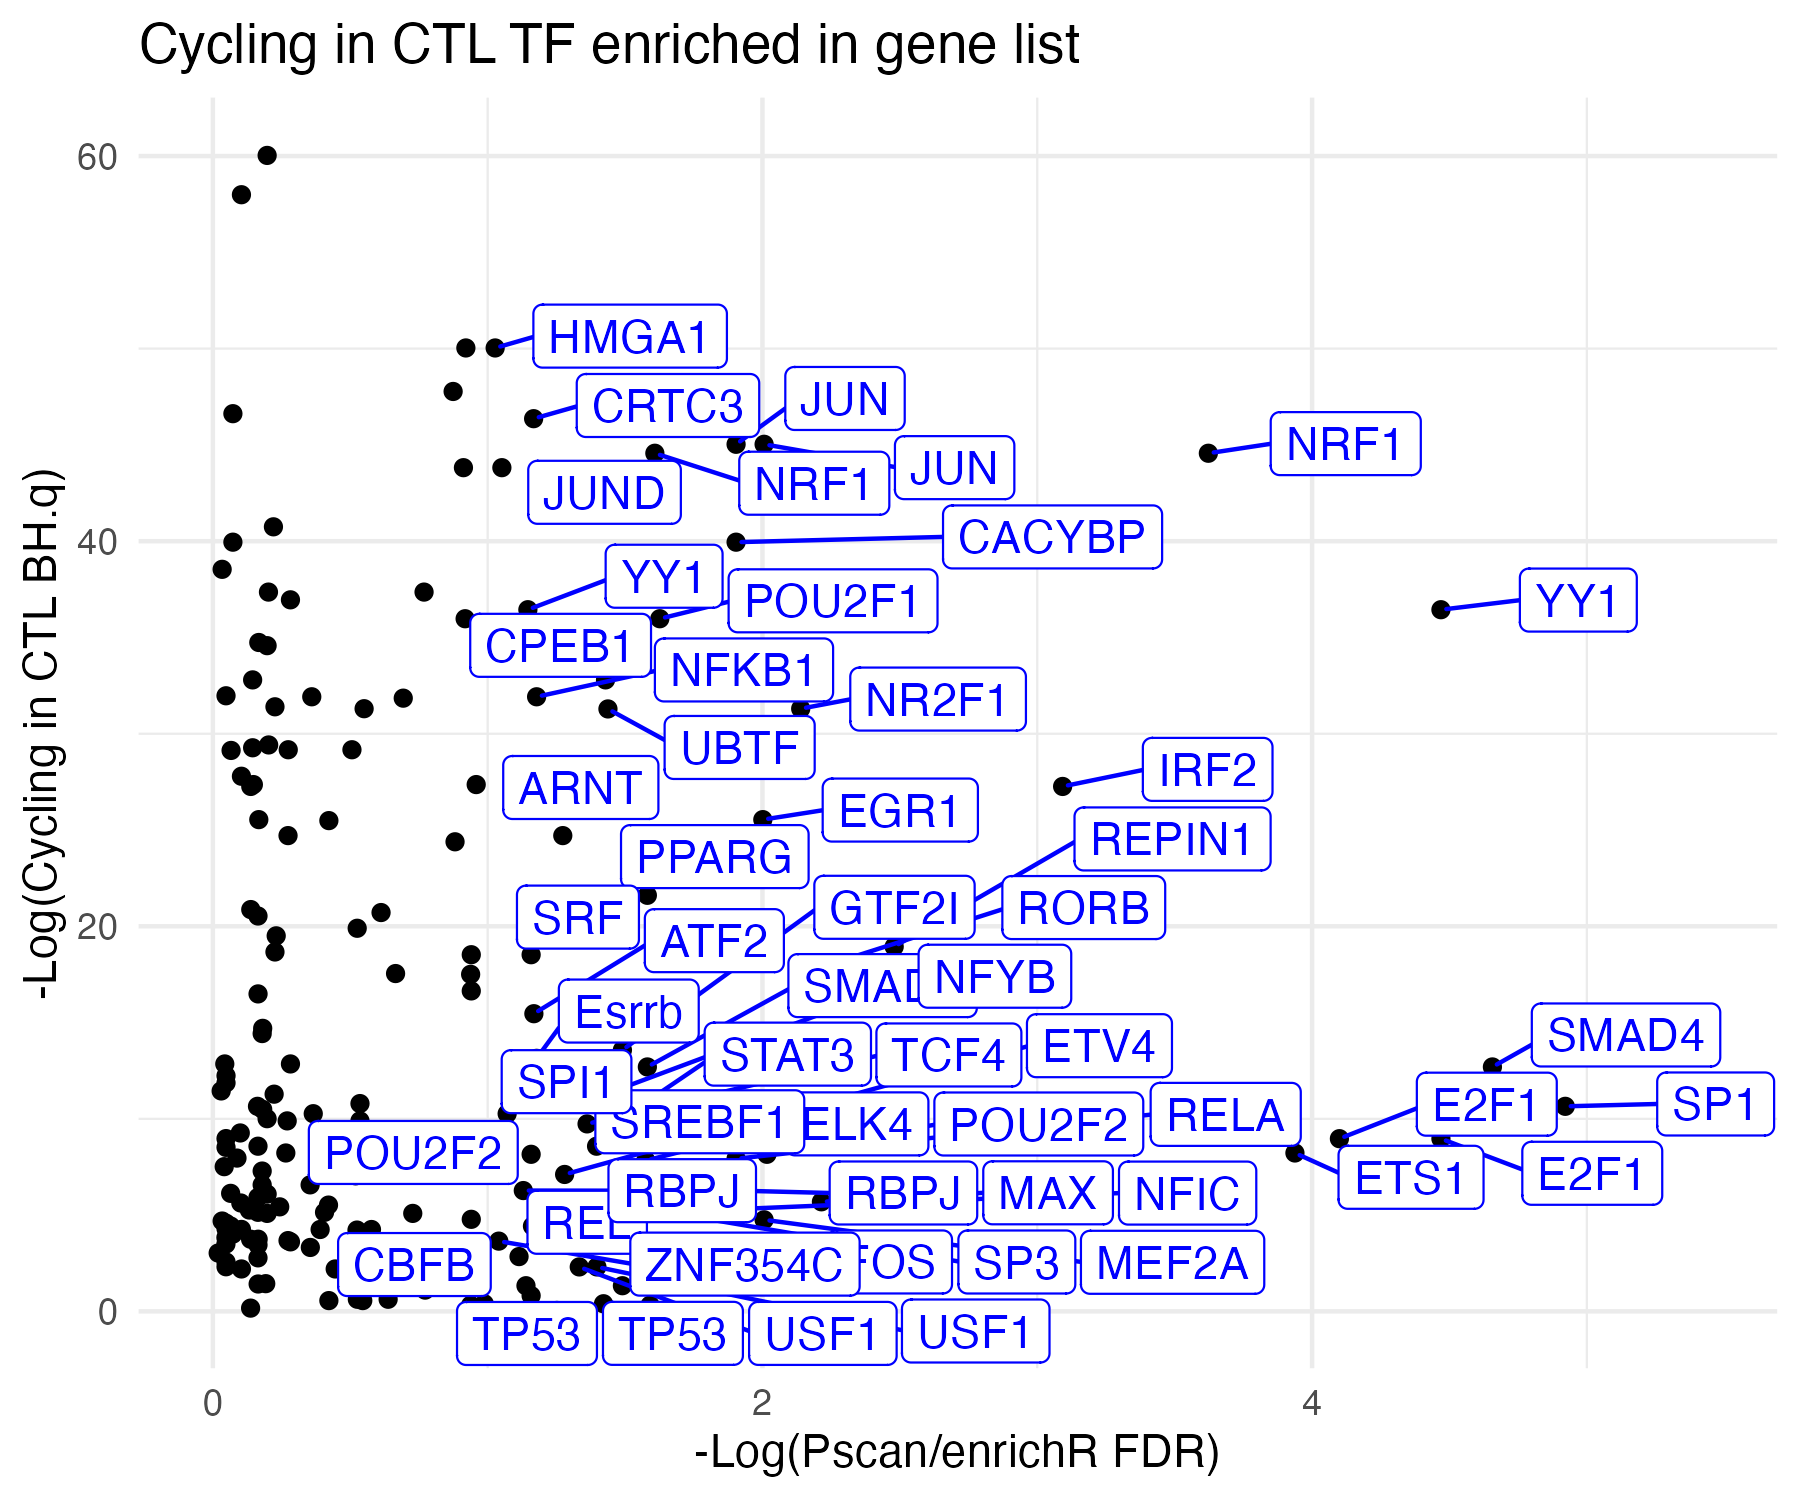 Cycling in CTL TF enriched in gene list
60
HMGA1
CRTC3
JUN
NRF1
JUN
NRF1
JUND
CACYBP
40
YY1
POU2F1
YY1
CPEB1
NFKB1
NR2F1
UBTF
IRF2
ARNT
EGR1
REPIN1
PPARG
GTF2I
RORB
SRF
20
ATF2
NFYB
Esrrb
SMAD4
STAT3
TCF4
ETV4
SPI1
E2F1
SP1
SREBF1
ELK4
POU2F2
RELA
POU2F2
ETS1
E2F1
RBPJ
RBPJ
MAX
NFIC
REL
ZNF354C
FOS
SP3
MEF2A
CBFB
0
TP53
TP53
USF1
USF1
0
2
4
-Log(Pscan/enrichR FDR)
-Log(Cycling in CTL BH.q)